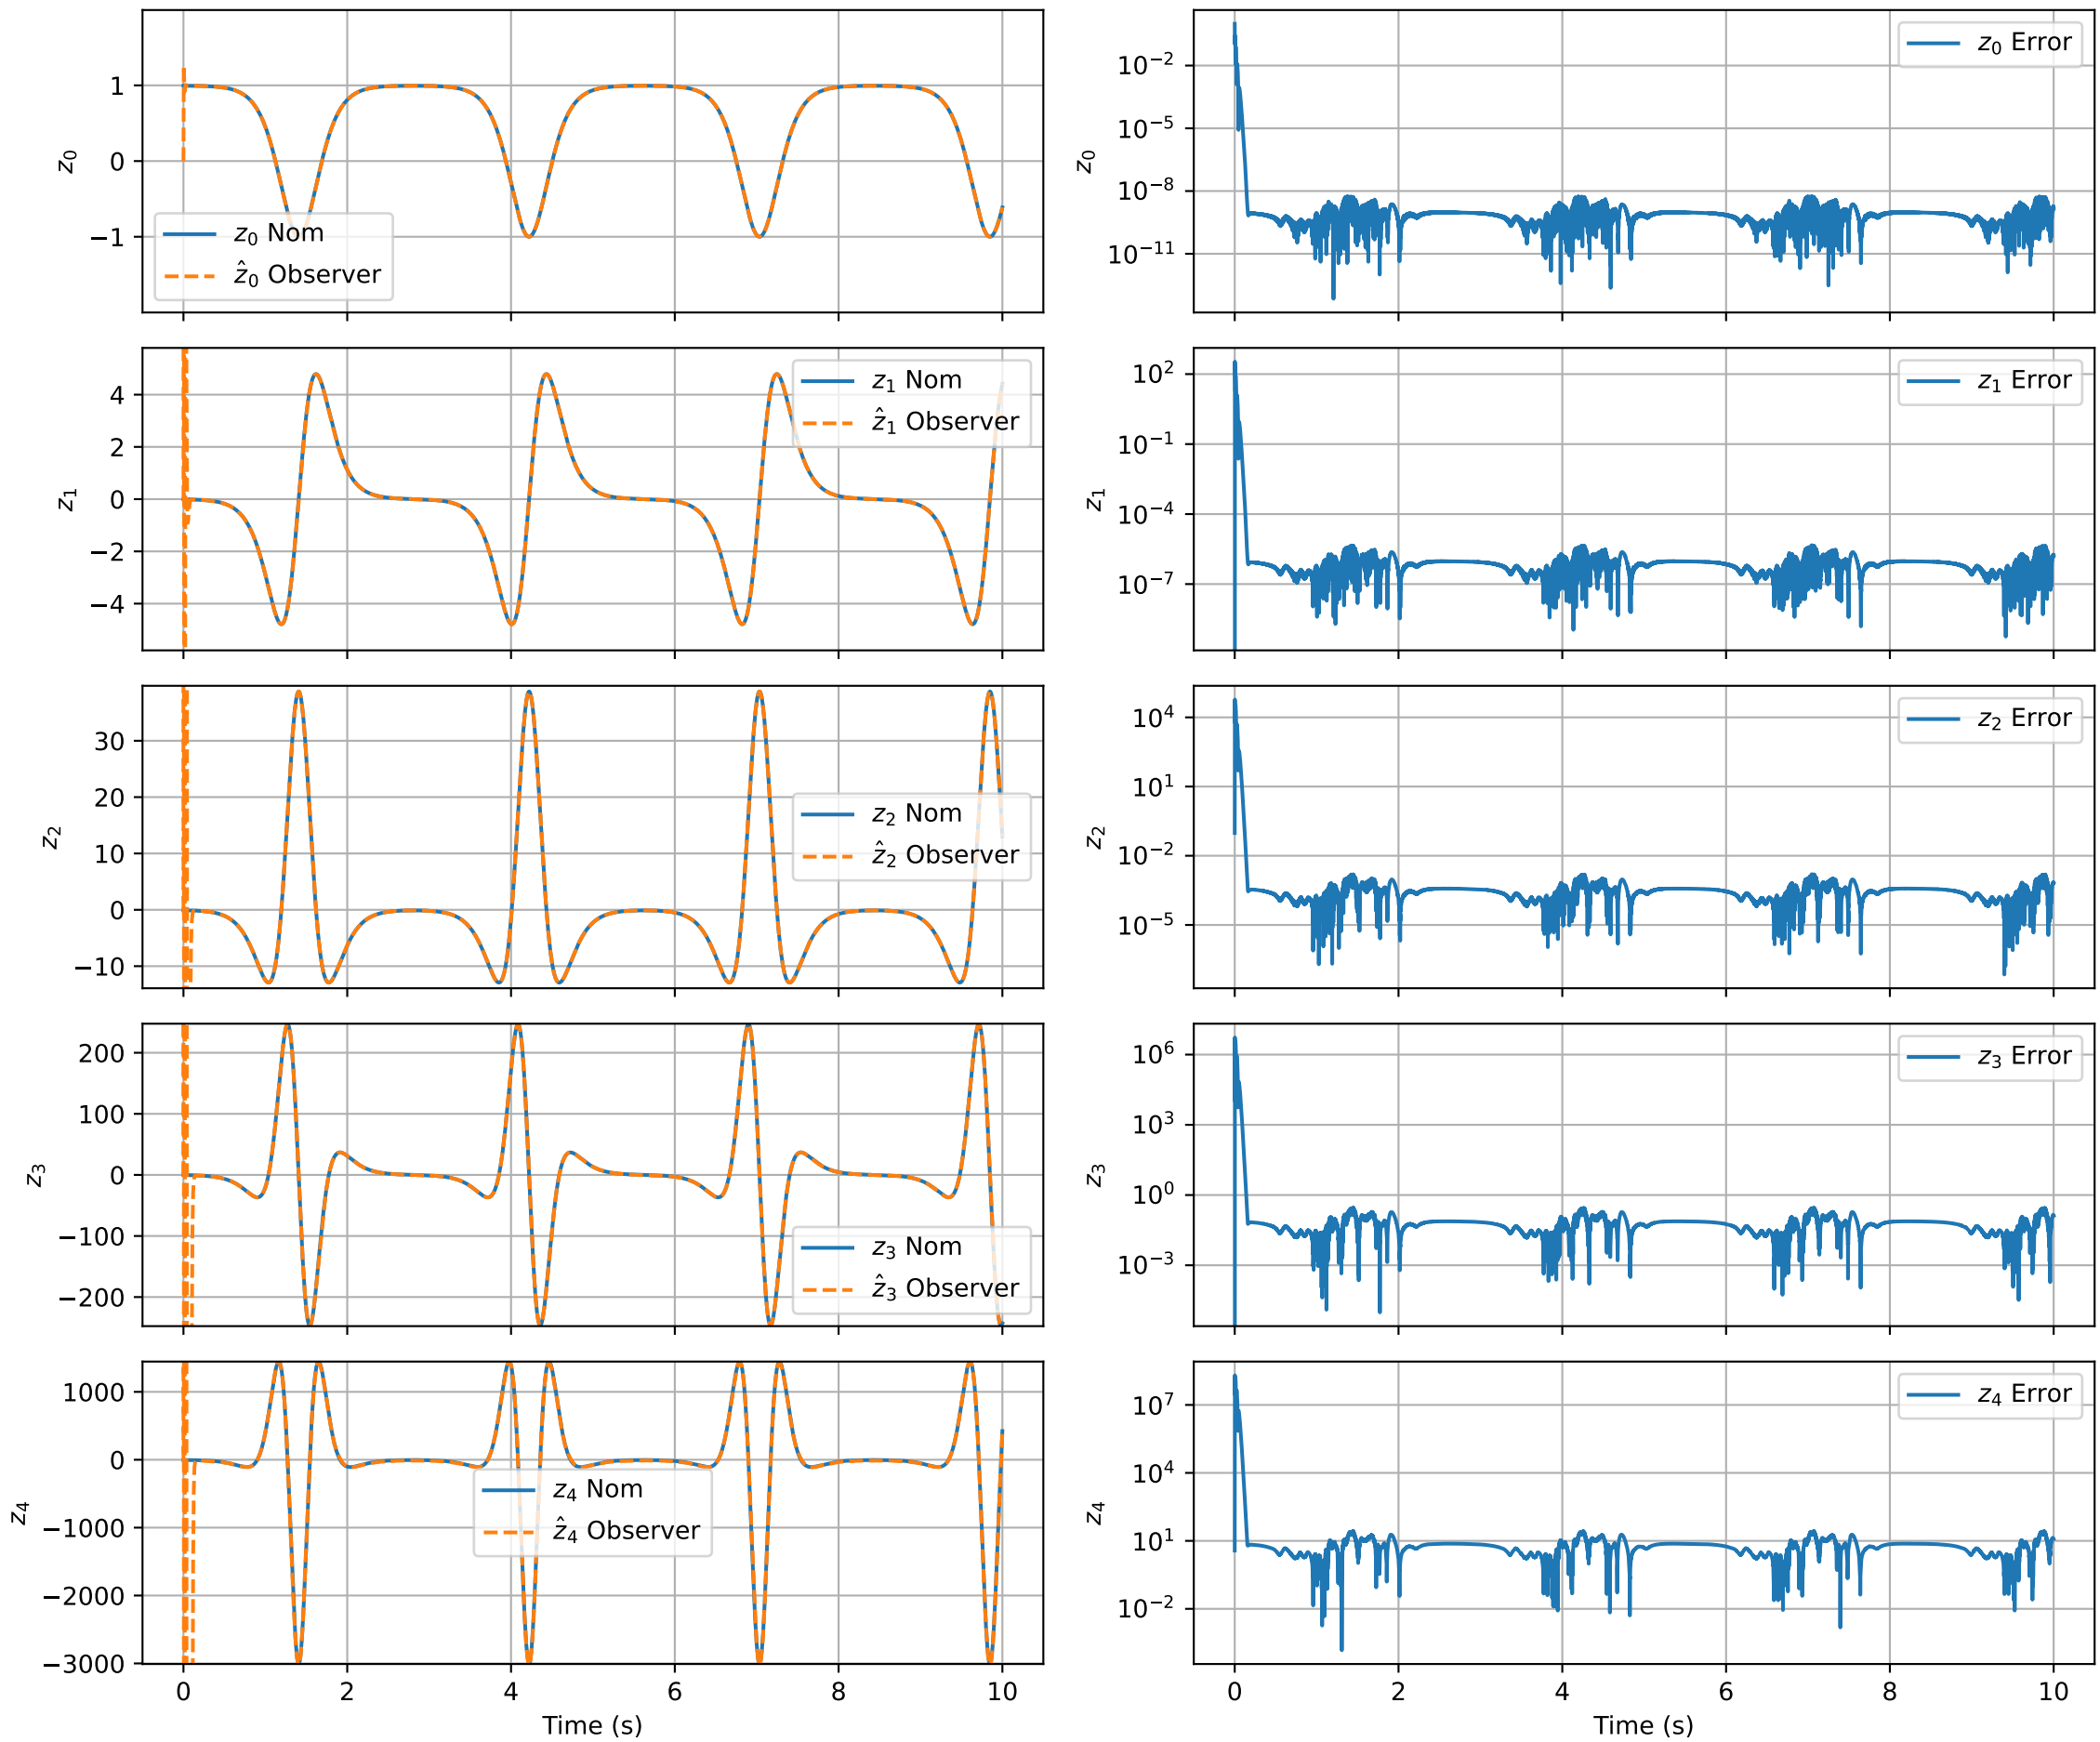 1
0
−1
z₀
z₀ Nom
ẑ₀ Observer
10⁻²
10⁻⁵
10⁻⁸
10⁻¹¹
z₀
z₀ Error
4
2
0
−2
−4
z₁
z₁ Nom
ẑ₁ Observer
10²
10⁻¹
10⁻⁴
10⁻⁷
z₁
z₁ Error
30
20
10
0
−10
z₂
z₂ Nom
ẑ₂ Observer
10⁴
10¹
10⁻²
10⁻⁵
z₂
z₂ Error
200
100
0
−100
−200
z₃
z₃ Nom
ẑ₃ Observer
10⁶
10³
10⁰
10⁻³
z₃
z₃ Error
1000
0
−1000
−2000
−3000
z₄
z₄ Nom
ẑ₄ Observer
0 2 4 6 8 10
Time (s)
10⁷
10⁴
10¹
10⁻²
z₄
z₄ Error
0 2 4 6 8 10
Time (s)